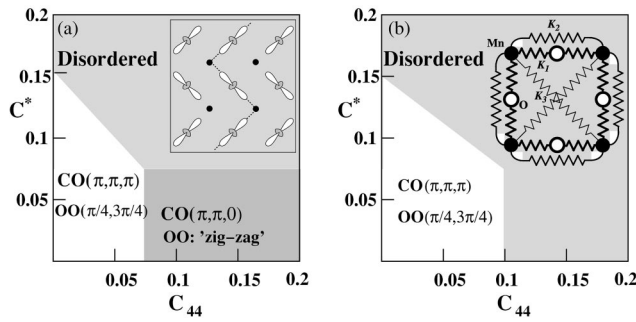 (a)
Disordered
0.15
C*
0.1
0.05
CO(π,π,π)
OO(π/4,3π/4)
CO(π,π,0)
OO: 'zig-zag'
0.05 0.1 0.15 0.2
C44
0.2
(b)
Disordered
K2
Mn
K1
K3
O
0.15
C*
0.1
0.05
CO(π,π,π)
OO(π/4,3π/4)
0.05 0.1 0.15 0.2
C44